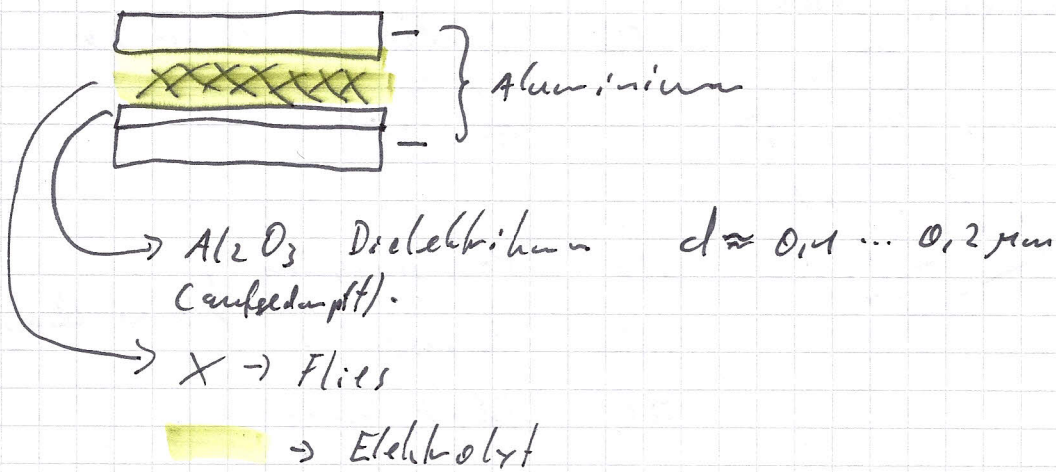 Aluminium
Al2O3 Dielektrikum d ≈ 0,1 ... 0,2 µm
(aufgedampft).
X → Flies
→ Elektrolyt